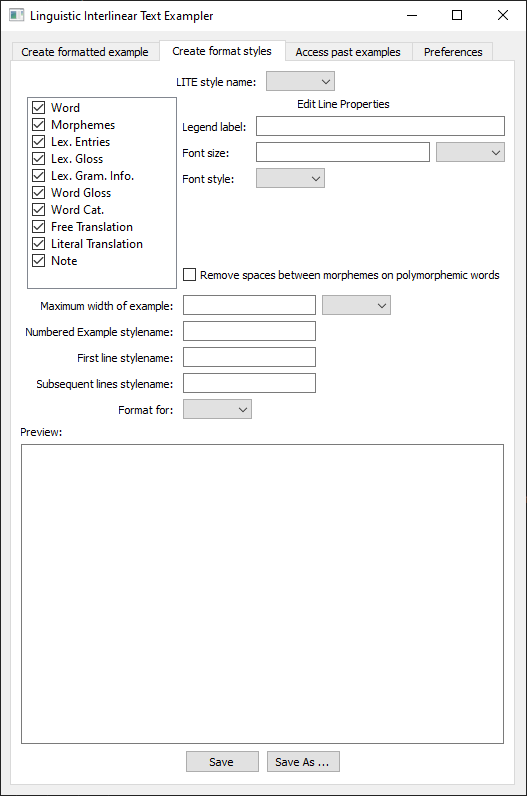 Linguistic Interlinear Text Exampler
Create formatted example
Create format styles
Access past examples
Preferences
LITE style name:
Word
Morphemes
Lex. Entries
Lex. Gloss
Lex. Gram. Info.
Word Gloss
Word Cat.
Free Translation
Literal Translation
Note
Edit Line Properties
Legend label:
Font size:
Font style:
Remove spaces between morphemes on polymorphemic words
Maximum width of example:
Numbered Example stylename:
First line stylename:
Subsequent lines stylename:
Format for:
Preview:
Save
Save As ...